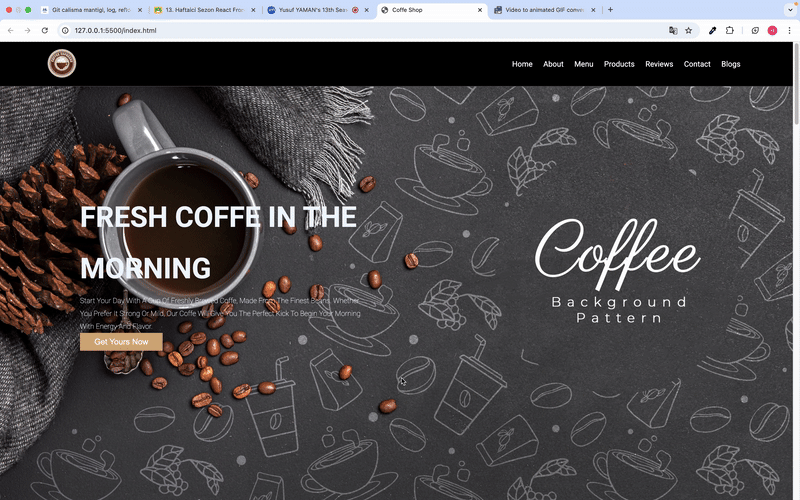 Git calisma mantigi, log, reflo
13. Haftaici Sezon React Fron
Yusuf YAMAN's 13th Seas
Coffe Shop
Video to animated GIF conve
127.0.0.1:5500/index.html
Home About Menu Products Reviews Contact Blogs
FRESH COFFE IN THE
MORNING
Start Your Day With A Cup Of Freshly Brewed Coffe, Made From The Finest Beans. Whether
You Prefer It Strong Or Mild, Our Coffe Will Give You The Perfect Kick To Begin Your Morning
With Energy And Flavor.
Get Yours Now
Coffee
Background
Pattern